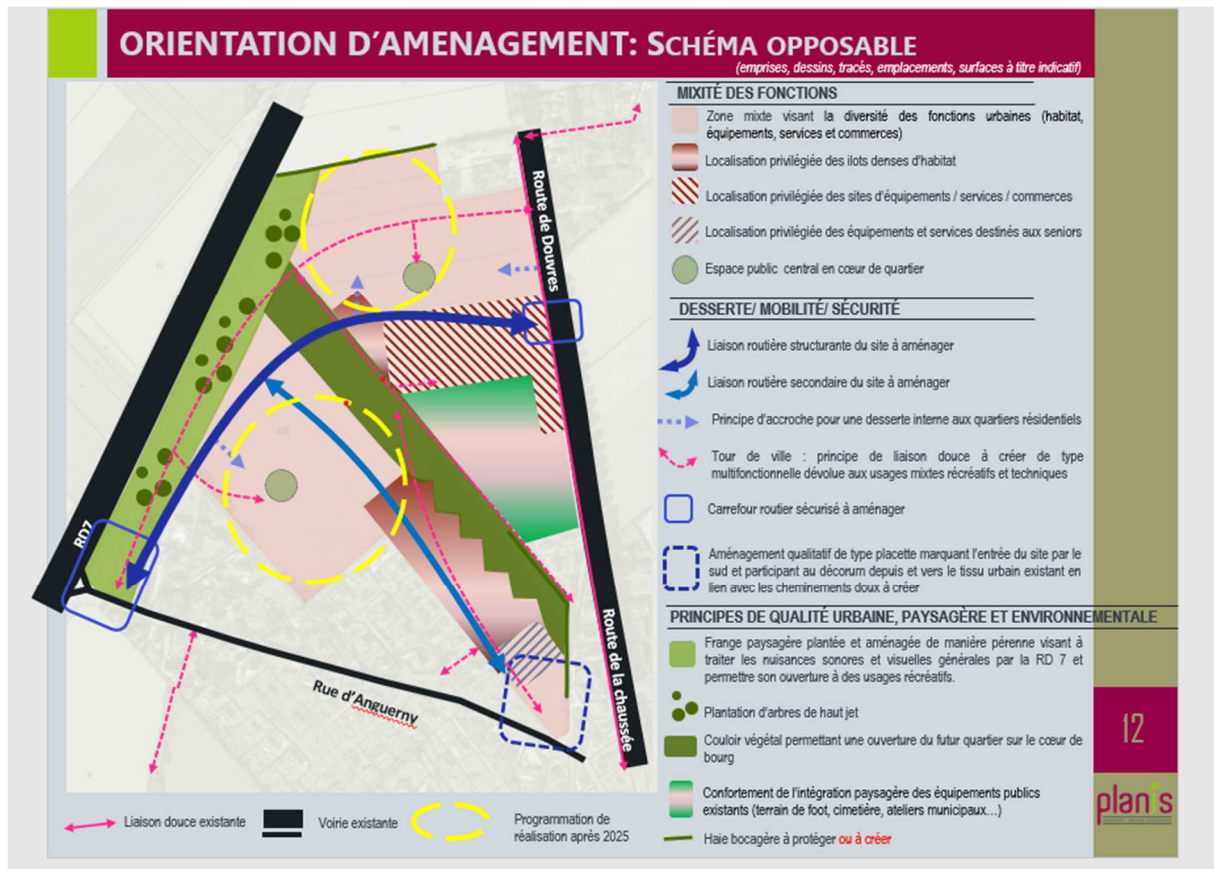 ORIENTATION D'AMENAGEMENT: SCHÉMA OPPOSABLE
(emprises, dessins, tracés, emplacements, surfaces à titre indicatif)
RD7
Route de Douvres
Route de la chaussée
Rue d'Anguerny
MIXITÉ DES FONCTIONS
Zone mixte visant la diversité des fonctions urbaines (habitat,
équipements, services et commerces)
Localisation privilégiée des ilots denses d'habitat
Localisation privilégiée des sites d'équipements / services / commerces
Localisation privilégiée des équipements et services destinés aux seniors
Espace public central en cœur de quartier
DESSERTE/ MOBILITÉ/ SÉCURITÉ
Liaison routière structurante du site à aménager
Liaison routière secondaire du site à aménager
Principe d'accroche pour une desserte interne aux quartiers résidentiels
Tour de ville : principe de liaison douce à créer de type
multifonctionnelle dévolue aux usages mixtes récréatifs et techniques
Carrefour routier sécurisé à aménager
Aménagement qualitatif de type placette marquant l'entrée du site par le
sud et participant au décorum depuis et vers le tissu urbain existant en
lien avec les cheminements doux à créer
PRINCIPES DE QUALITÉ URBAINE, PAYSAGÈRE ET ENVIRONNEMENTALE
Frange paysagère plantée et aménagée de manière pérenne visant à
traiter les nuisances sonores et visuelles générales par la RD 7 et
permettre son ouverture à des usages récréatifs.
Plantation d'arbres de haut jet
Couloir végétal permettant une ouverture du futur quartier sur le cœur de
bourg
Confortement de l'intégration paysagère des équipements publics
existants (terrain de foot, cimetière, ateliers municipaux…)
Haie bocagère à protéger ou à créer
Liaison douce existante
Voirie existante
Programmation de
réalisation après 2025
12
planis